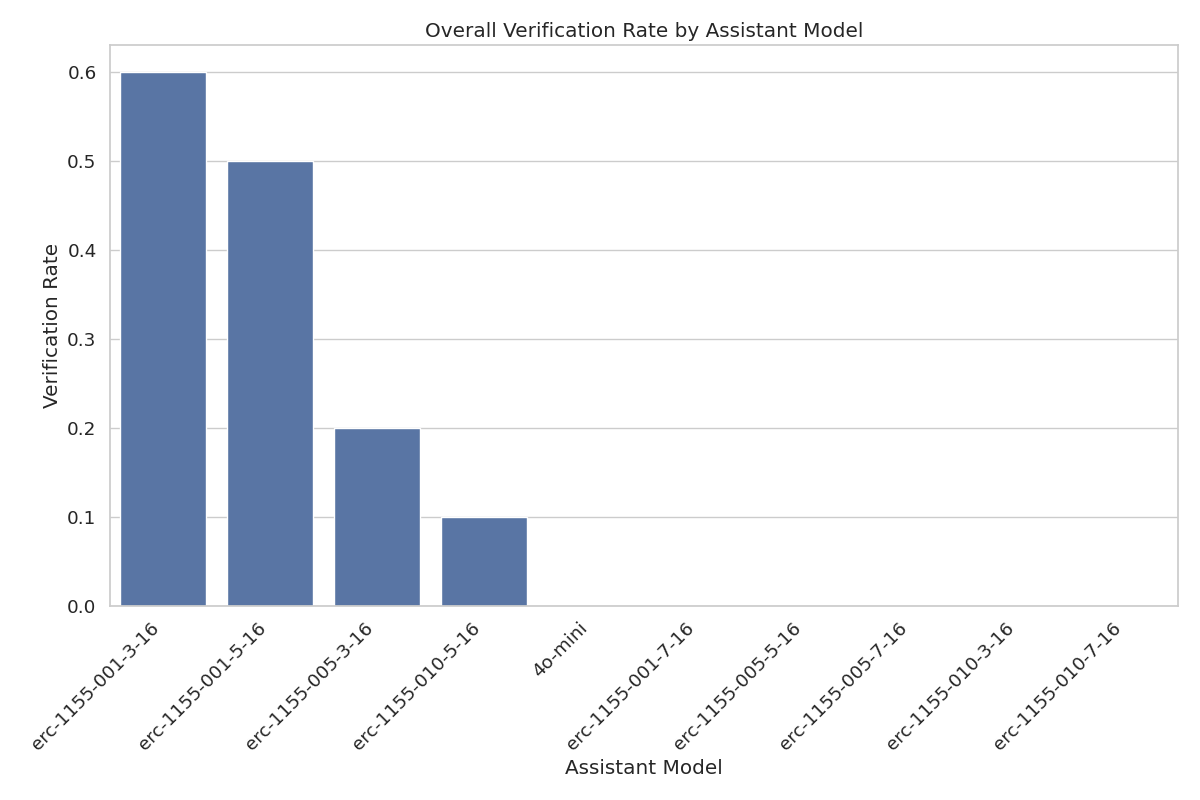 Overall Verification Rate by Assistant Model
Verification Rate
0.6
0.5
0.4
0.3
0.2
0.1
0.0
erc-1155-001-3-16
erc-1155-001-5-16
erc-1155-005-3-16
erc-1155-010-5-16
4o-mini
erc-1155-001-7-16
erc-1155-005-5-16
erc-1155-005-7-16
erc-1155-010-3-16
erc-1155-010-7-16
Assistant Model